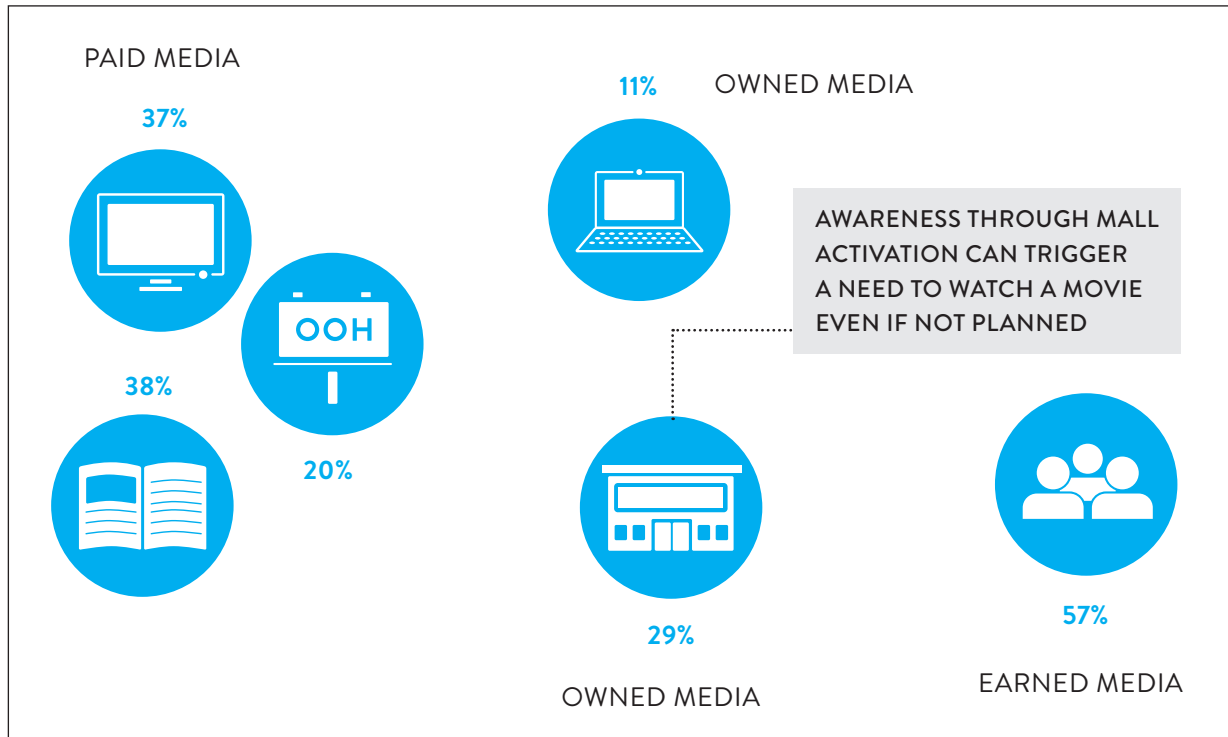 PAID MEDIA
37%
OOH
38%
20%
11%
OWNED MEDIA
AWARENESS THROUGH MALL
ACTIVATION CAN TRIGGER
A NEED TO WATCH A MOVIE
EVEN IF NOT PLANNED
29%
OWNED MEDIA
57%
EARNED MEDIA